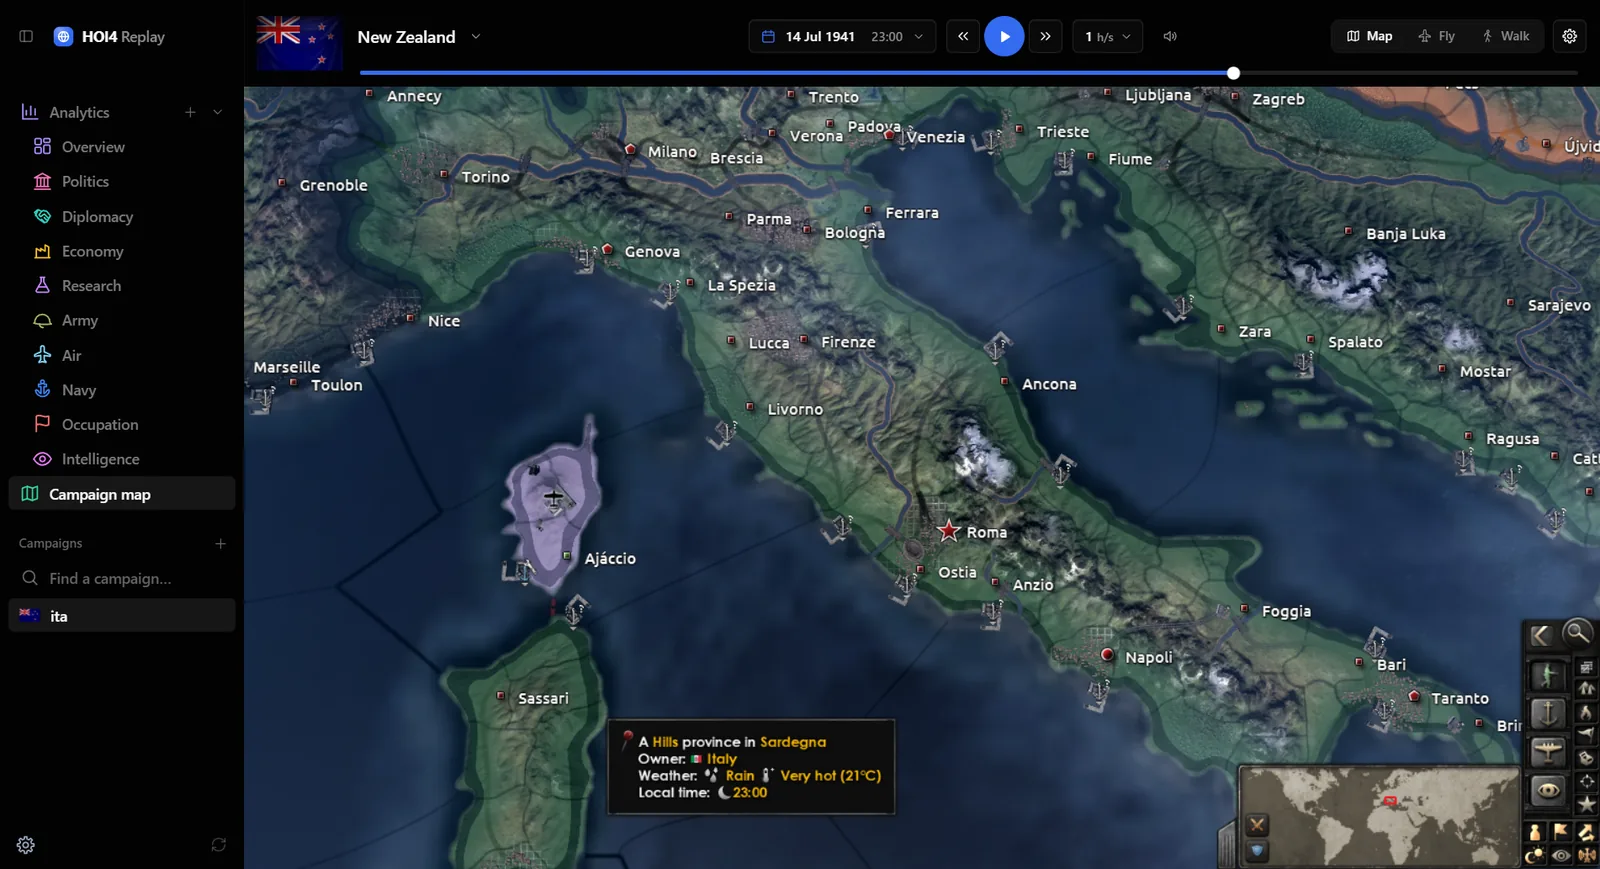 HOI4 Replay
New Zealand
14 Jul 1941 23:00
1 h/s
Map
Fly
Walk
Analytics
Overview
Politics
Diplomacy
Economy
Research
Army
Air
Navy
Occupation
Intelligence
Campaign map
Campaigns
Find a campaign...
ita
Annecy
Trento
Ljubljana
Zagreb
Verona
Padova
Venezia
Trieste
Milano
Brescia
Fiume
Újvid
Grenoble
Torino
Parma
Ferrara
Bologna
Banja Luka
Genova
La Spezia
Sarajevo
Nice
Lucca
Firenze
Zara
Spalato
Marseille
Toulon
Ancona
Mostar
Livorno
Ragusa
Catt
Roma
Ajáccio
Ostia
Anzio
Foggia
Napoli
Bari
Sassari
Taranto
Brin
A Hills province in Sardegna
Owner: Italy
Weather: Rain Very hot (21°C)
Local time: 23:00